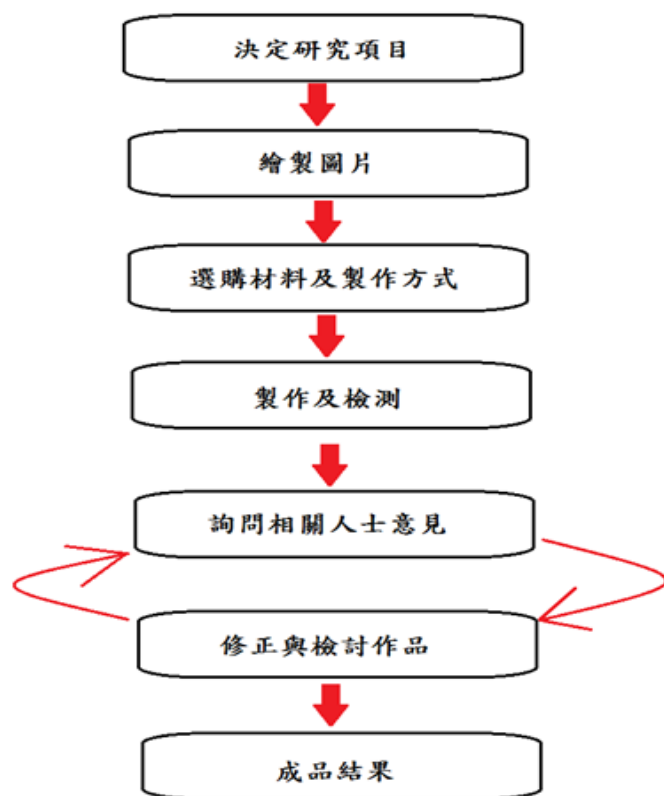 決定研究項目
繪製圖片
選購材料及製作方式
製作及檢測
詢問相關人士意見
修正與檢討作品
成品結果